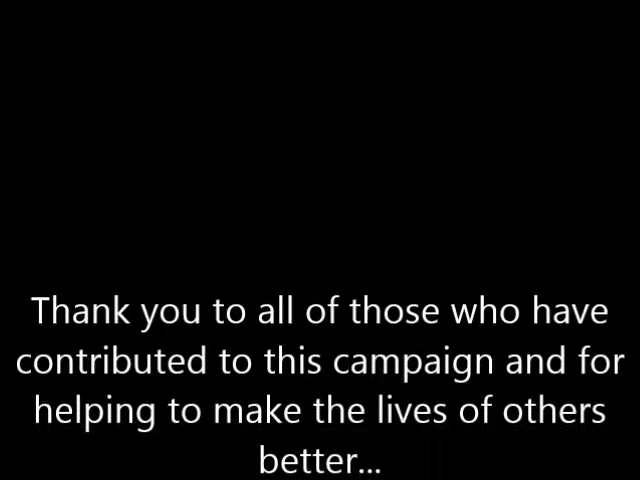 Thank you to all of those who have
contributed to this campaign and for
helping to make the lives of others
better...